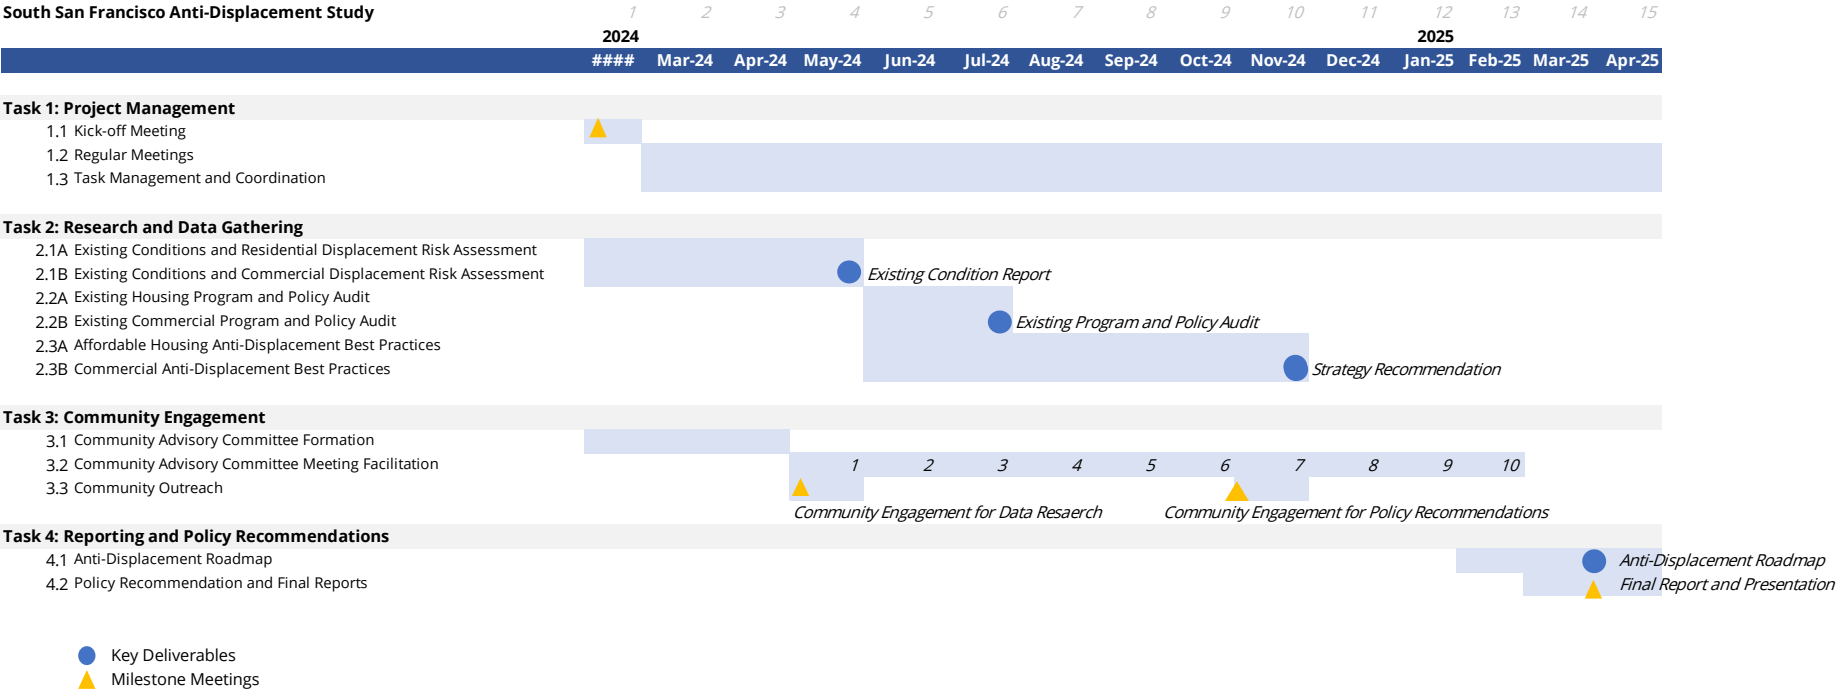 South San Francisco Anti-Displacement Study 1 2 3 4 5 6 7 8 9 10 11 12 13 14 15
2024 2025
#### Mar-24 Apr-24 May-24 Jun-24 Jul-24 Aug-24 Sep-24 Oct-24 Nov-24 Dec-24 Jan-25 Feb-25 Mar-25 Apr-25
Task 1: Project Management
1.1 Kick-off Meeting
1.2 Regular Meetings
1.3 Task Management and Coordination
Task 2: Research and Data Gathering
2.1A Existing Conditions and Residential Displacement Risk Assessment
2.1B Existing Conditions and Commercial Displacement Risk Assessment Existing Condition Report
2.2A Existing Housing Program and Policy Audit
2.2B Existing Commercial Program and Policy Audit Existing Program and Policy Audit
2.3A Affordable Housing Anti-Displacement Best Practices
2.3B Commercial Anti-Displacement Best Practices Strategy Recommendation
Task 3: Community Engagement
3.1 Community Advisory Committee Formation
3.2 Community Advisory Committee Meeting Facilitation 1 2 3 4 5 6 7 8 9 10
3.3 Community Outreach
Community Engagement for Data Resaerch Community Engagement for Policy Recommendations
Task 4: Reporting and Policy Recommendations
4.1 Anti-Displacement Roadmap Anti-Displacement Roadmap
4.2 Policy Recommendation and Final Reports Final Report and Presentation
Key Deliverables
Milestone Meetings